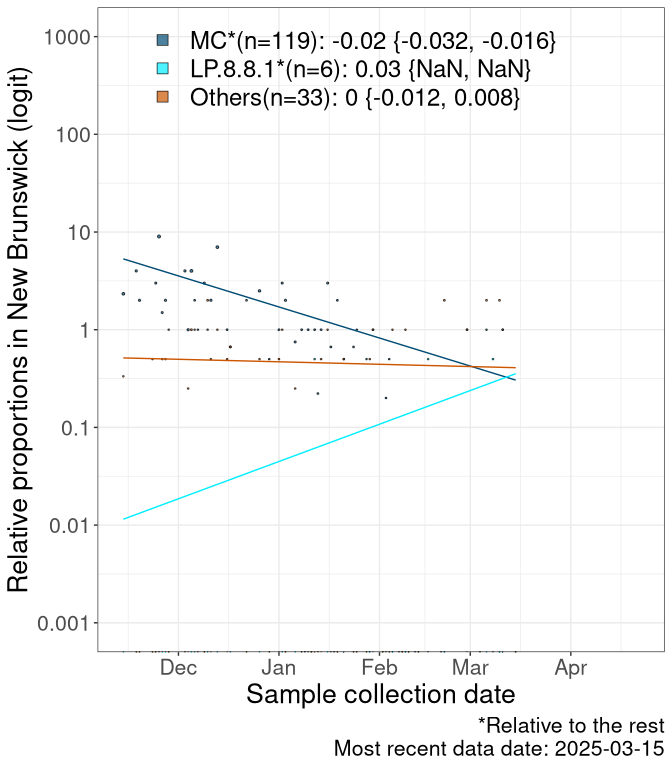 MC*(n=119): -0.02 {-0.032, -0.016}
LP.8.8.1*(n=6): 0.03 {NaN, NaN}
Others(n=33): 0 {-0.012, 0.008}
Relative proportions in New Brunswick (logit)
1000
100
10
1
0.1
0.01
0.001
Dec Jan Feb Mar Apr
Sample collection date
*Relative to the rest
Most recent data date: 2025-03-15